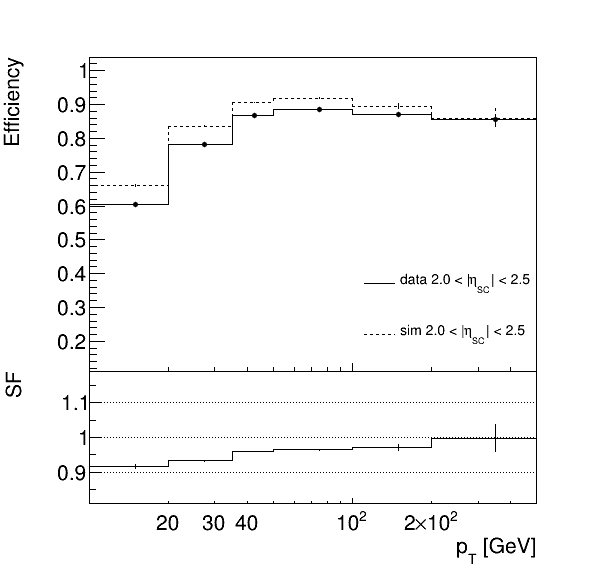 Efficiency
1
0.9
0.8
0.7
0.6
0.5
0.4
0.3
0.2
data 2.0 < |η_SC| < 2.5
sim 2.0 < |η_SC| < 2.5
SF
1.1
1
0.9
20 30 40 10² 2×10²
p_T [GeV]